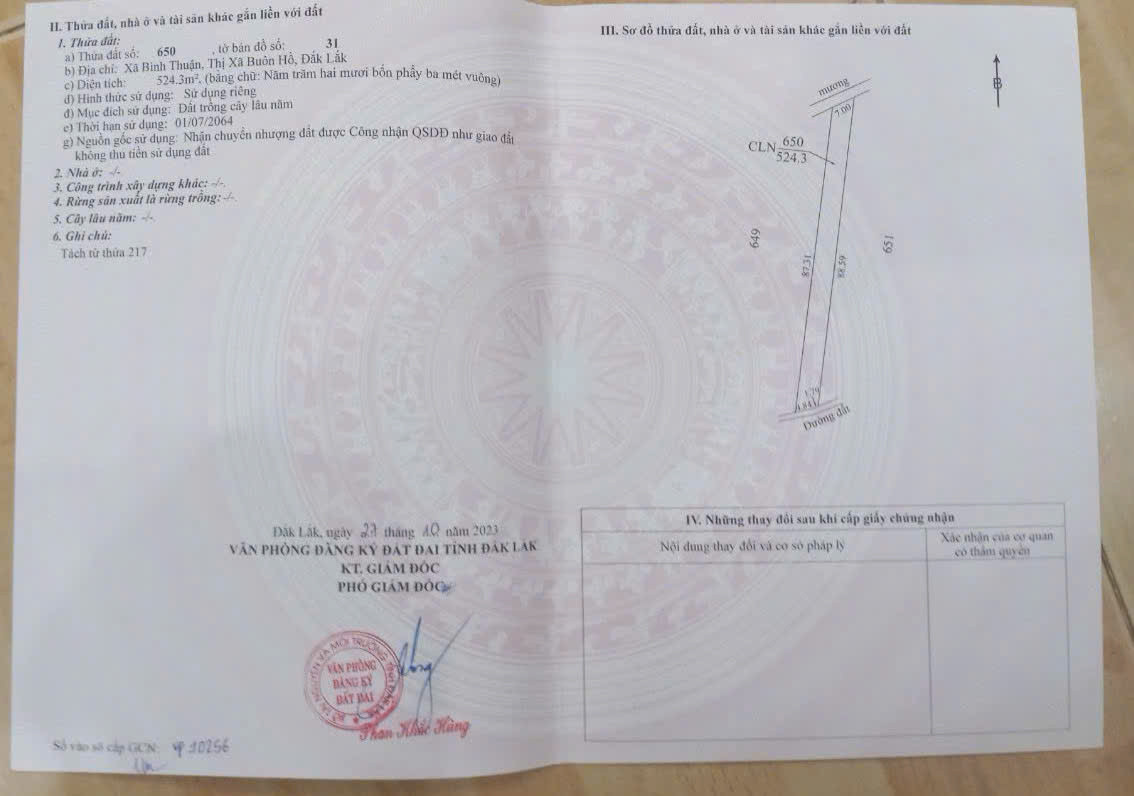 II. Thửa đất, nhà ở và tài sản khác gắn liền với đất
1. Thửa đất:
a) Thửa đất số: 650 , tờ bản đồ số: 31
b) Địa chỉ: Xã Bình Thuận, Thị Xã Buôn Hồ, Đắk Lắk
c) Diện tích: 524.3m², (bằng chữ: Năm trăm hai mươi bốn phẩy ba mét vuông)
d) Hình thức sử dụng: Sử dụng riêng
đ) Mục đích sử dụng: Đất trồng cây lâu năm
e) Thời hạn sử dụng: 01/07/2064
g) Nguồn gốc sử dụng: Nhận chuyển nhượng đất được Công nhận QSDĐ như giao đất
không thu tiền sử dụng đất
2. Nhà ở: -/-
3. Công trình xây dựng khác: -/-.
4. Rừng sản xuất là rừng trồng: -/-.
5. Cây lâu năm: -/-.
6. Ghi chú:
Tách từ thửa 217
Đắk Lắk, ngày 27 tháng 10 năm 2023
VĂN PHÒNG ĐĂNG KÝ ĐẤT ĐAI TỈNH ĐẮK LẮK
KT. GIÁM ĐỐC
PHÓ GIÁM ĐỐC
VĂN PHÒNG
ĐĂNG KÝ
ĐẤT ĐAI
Phan Khắc Hùng
Số vào sổ cấp GCN: VP 10256
III. Sơ đồ thửa đất, nhà ở và tài sản khác gắn liền với đất
B
mương
7.00
CLN 650
524.3
649
651
87.31
88.59
1.79
4.84
Đường đất
IV. Những thay đổi sau khi cấp giấy chứng nhận
Nội dung thay đổi và cơ sở pháp lý
Xác nhận của cơ quan
có thẩm quyền